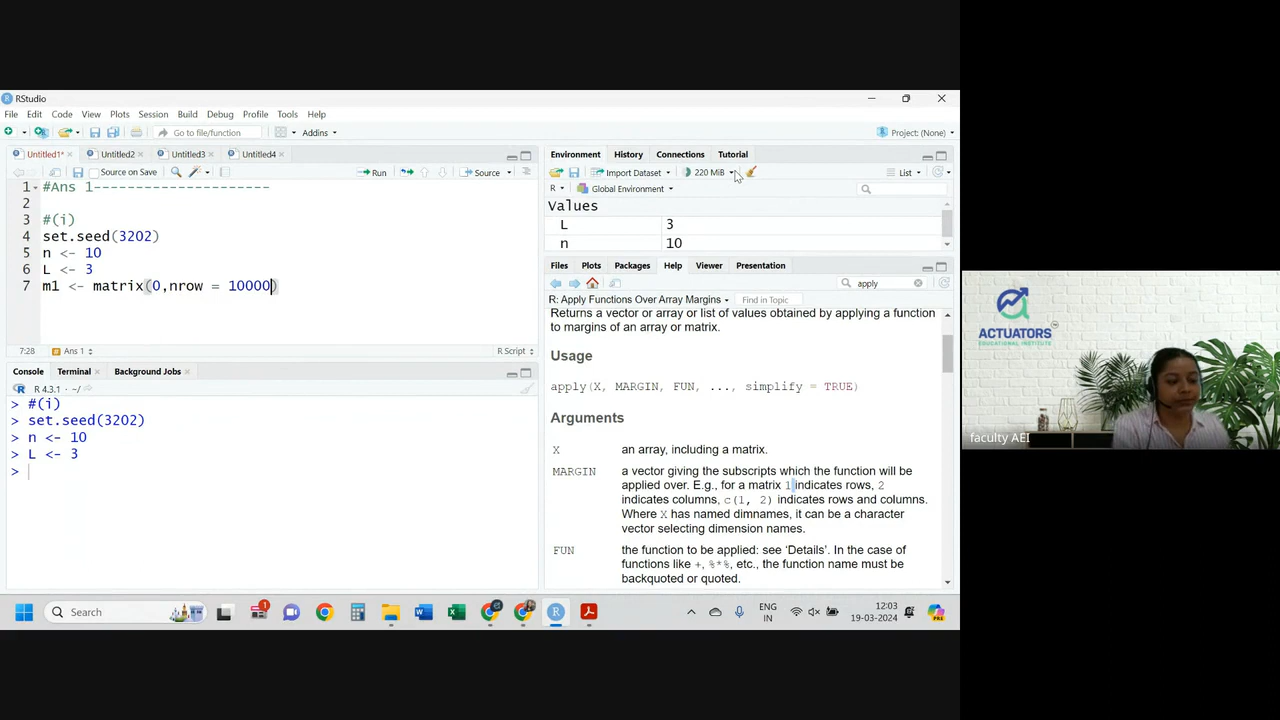 RStudio
File Edit Code View Plots Session Build Debug Profile Tools Help
Go to file/function Addins Project: (None)
Untitled1* Untitled2 Untitled3 Untitled4
Source on Save Run Source
1 #Ans 1---------------------
2
3 #(i)
4 set.seed(3202)
5 n <- 10
6 L <- 3
7 m1 <- matrix(0,nrow = 10000)
7:28 Ans 1 R Script
Console Terminal Background Jobs
R 4.3.1 · ~/
> #(i)
> set.seed(3202)
> n <- 10
> L <- 3
>
Environment History Connections Tutorial
Import Dataset 220 MiB List
R Global Environment
Values
L 3
n 10
Files Plots Packages Help Viewer Presentation
apply
R: Apply Functions Over Array Margins Find in Topic
Returns a vector or array or list of values obtained by applying a function
to margins of an array or matrix.
Usage
apply(X, MARGIN, FUN, ..., simplify = TRUE)
Arguments
X an array, including a matrix.
MARGIN a vector giving the subscripts which the function will be
applied over. E.g., for a matrix 1 indicates rows, 2
indicates columns, c(1, 2) indicates rows and columns.
Where X has named dimnames, it can be a character
vector selecting dimension names.
FUN the function to be applied: see ‘Details’. In the case of
functions like +, %*%, etc., the function name must be
backquoted or quoted.
ACTUATORS
EDUCATIONAL INSTITUTE
faculty AEI
Search
ENG
IN
12:03
19-03-2024